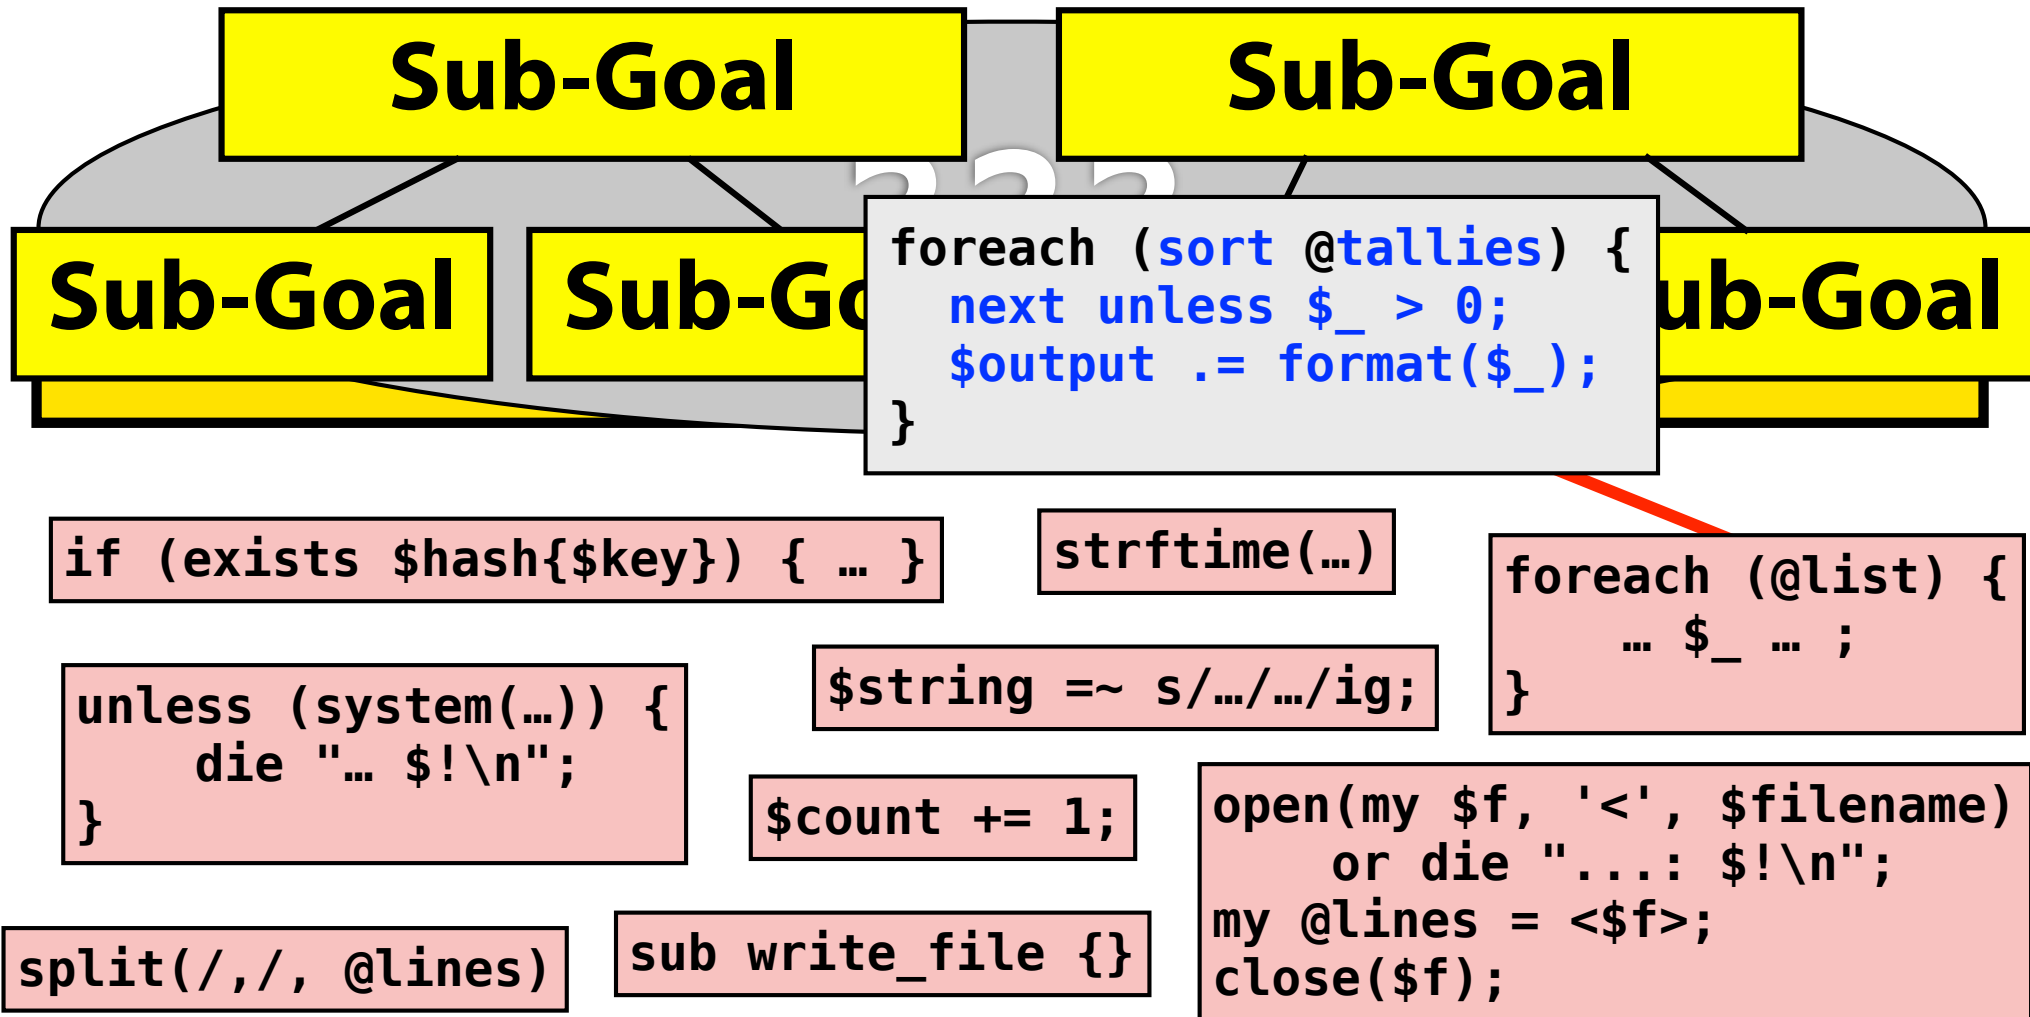 Sub-Goal
Sub-Goal
???
Sub-Goal
Sub-Go
ub-Goal
foreach (sort @tallies) {
  next unless $_ > 0;
  $output .= format($_);
}
if (exists $hash{$key}) { … }
strftime(…)
foreach (@list) {
    … $_ … ;
}
unless (system(…)) {
    die "… $!\n";
}
$string =~ s/…/…/ig;
$count += 1;
open(my $f, '<', $filename)
    or die "...: $!\n";
my @lines = <$f>;
close($f);
split(/,/, @lines)
sub write_file {}